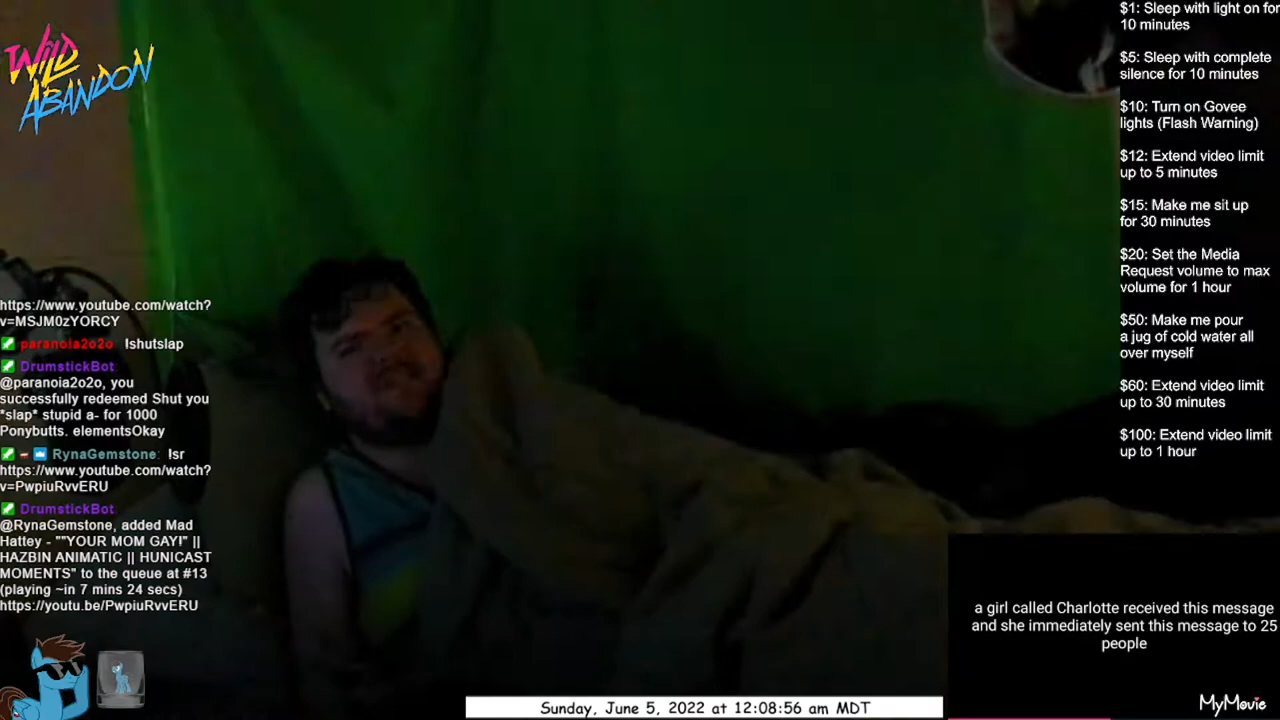 WILD
ABANDON
https://www.youtube.com/watch?
v=MSJM0zYORCY
paranoia2o2o !shutslap
DrumstickBot
@paranoia2o2o, you
successfully redeemed Shut you
*slap* stupid a- for 1000
Ponybutts. elementsOkay
RynaGemstone: !sr
https://www.youtube.com/watch?
v=PwpiuRvvERU
DrumstickBot
@RynaGemstone, added Mad
Hattey - ""YOUR MOM GAY!" ||
HAZBIN ANIMATIC || HUNICAST
MOMENTS" to the queue at #13
(playing ~in 7 mins 24 secs)
https://youtu.be/PwpiuRvvERU
$1: Sleep with light on for
10 minutes
$5: Sleep with complete
silence for 10 minutes
$10: Turn on Govee
lights (Flash Warning)
$12: Extend video limit
up to 5 minutes
$15: Make me sit up
for 30 minutes
$20: Set the Media
Request volume to max
volume for 1 hour
$50: Make me pour
a jug of cold water all
over myself
$60: Extend video limit
up to 30 minutes
$100: Extend video limit
up to 1 hour
a girl called Charlotte received this message
and she immediately sent this message to 25
people
MyMovie
Sunday, June 5, 2022 at 12:08:56 am MDT